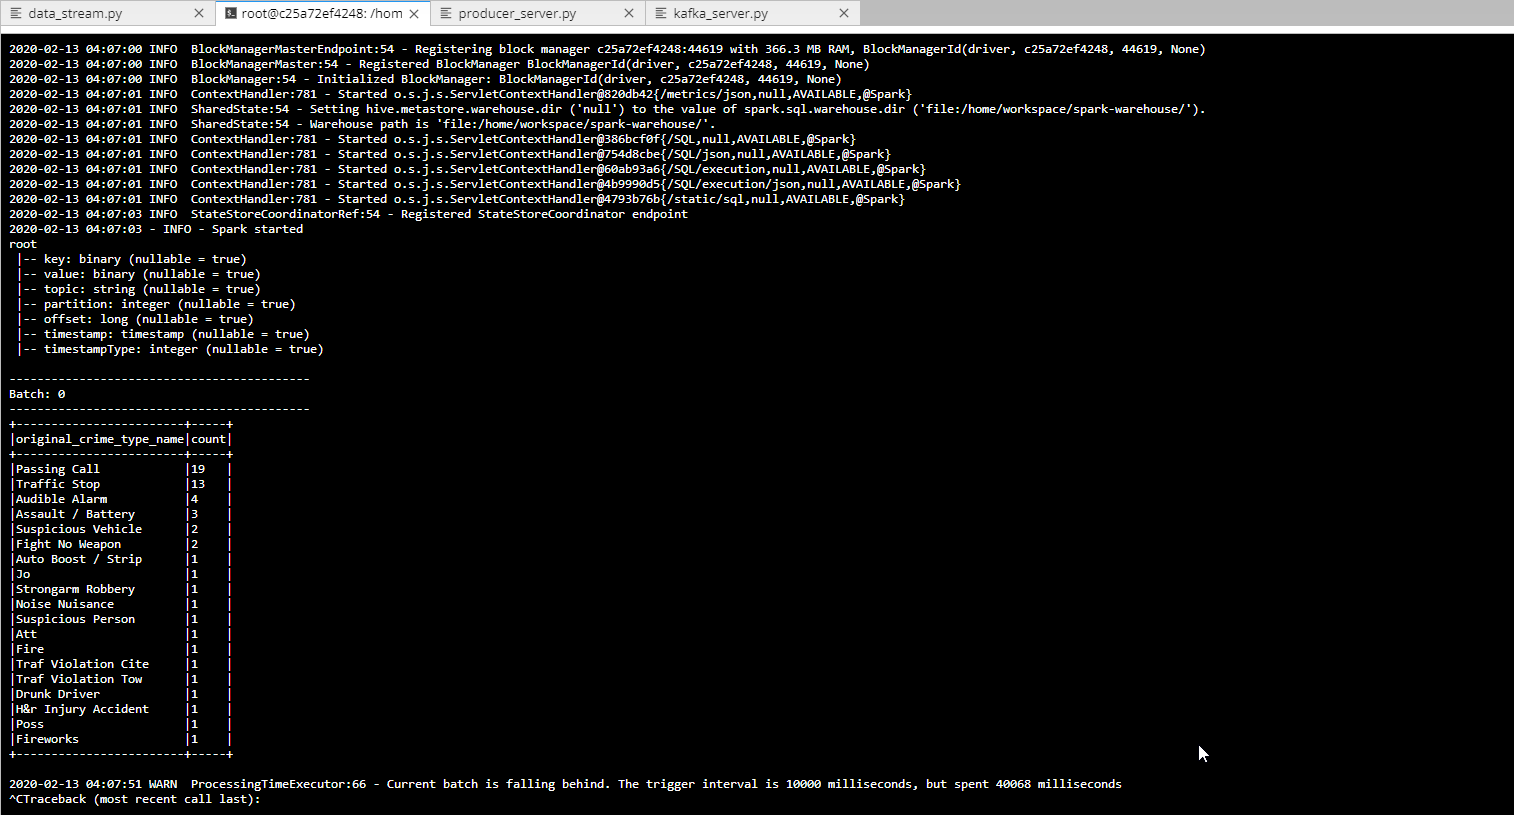 data_stream.py
root@c25a72ef4248: /hom
producer_server.py
kafka_server.py
2020-02-13 04:07:00 INFO  BlockManagerMasterEndpoint:54 - Registering block manager c25a72ef4248:44619 with 366.3 MB RAM, BlockManagerId(driver, c25a72ef4248, 44619, None)
2020-02-13 04:07:00 INFO  BlockManagerMaster:54 - Registered BlockManager BlockManagerId(driver, c25a72ef4248, 44619, None)
2020-02-13 04:07:00 INFO  BlockManager:54 - Initialized BlockManager: BlockManagerId(driver, c25a72ef4248, 44619, None)
2020-02-13 04:07:01 INFO  ContextHandler:781 - Started o.s.j.s.ServletContextHandler@820db42{/metrics/json,null,AVAILABLE,@Spark}
2020-02-13 04:07:01 INFO  SharedState:54 - Setting hive.metastore.warehouse.dir ('null') to the value of spark.sql.warehouse.dir ('file:/home/workspace/spark-warehouse/').
2020-02-13 04:07:01 INFO  SharedState:54 - Warehouse path is 'file:/home/workspace/spark-warehouse/'.
2020-02-13 04:07:01 INFO  ContextHandler:781 - Started o.s.j.s.ServletContextHandler@386bcf0f{/SQL,null,AVAILABLE,@Spark}
2020-02-13 04:07:01 INFO  ContextHandler:781 - Started o.s.j.s.ServletContextHandler@754d8cbe{/SQL/json,null,AVAILABLE,@Spark}
2020-02-13 04:07:01 INFO  ContextHandler:781 - Started o.s.j.s.ServletContextHandler@60ab93a6{/SQL/execution,null,AVAILABLE,@Spark}
2020-02-13 04:07:01 INFO  ContextHandler:781 - Started o.s.j.s.ServletContextHandler@4b9990d5{/SQL/execution/json,null,AVAILABLE,@Spark}
2020-02-13 04:07:01 INFO  ContextHandler:781 - Started o.s.j.s.ServletContextHandler@4793b76b{/static/sql,null,AVAILABLE,@Spark}
2020-02-13 04:07:03 INFO  StateStoreCoordinatorRef:54 - Registered StateStoreCoordinator endpoint
2020-02-13 04:07:03 - INFO - Spark started
root
 |-- key: binary (nullable = true)
 |-- value: binary (nullable = true)
 |-- topic: string (nullable = true)
 |-- partition: integer (nullable = true)
 |-- offset: long (nullable = true)
 |-- timestamp: timestamp (nullable = true)
 |-- timestampType: integer (nullable = true)
-------------------------------------------
Batch: 0
-------------------------------------------
+------------------------+-----+
|original_crime_type_name|count|
+------------------------+-----+
|Passing Call            |19   |
|Traffic Stop            |13   |
|Audible Alarm           |4    |
|Assault / Battery       |3    |
|Suspicious Vehicle      |2    |
|Fight No Weapon         |2    |
|Auto Boost / Strip      |1    |
|Jo                      |1    |
|Strongarm Robbery       |1    |
|Noise Nuisance          |1    |
|Suspicious Person       |1    |
|Att                     |1    |
|Fire                    |1    |
|Traf Violation Cite     |1    |
|Traf Violation Tow      |1    |
|Drunk Driver            |1    |
|H&r Injury Accident     |1    |
|Poss                    |1    |
|Fireworks               |1    |
+------------------------+-----+
2020-02-13 04:07:51 WARN  ProcessingTimeExecutor:66 - Current batch is falling behind. The trigger interval is 10000 milliseconds, but spent 40068 milliseconds
^CTraceback (most recent call last):